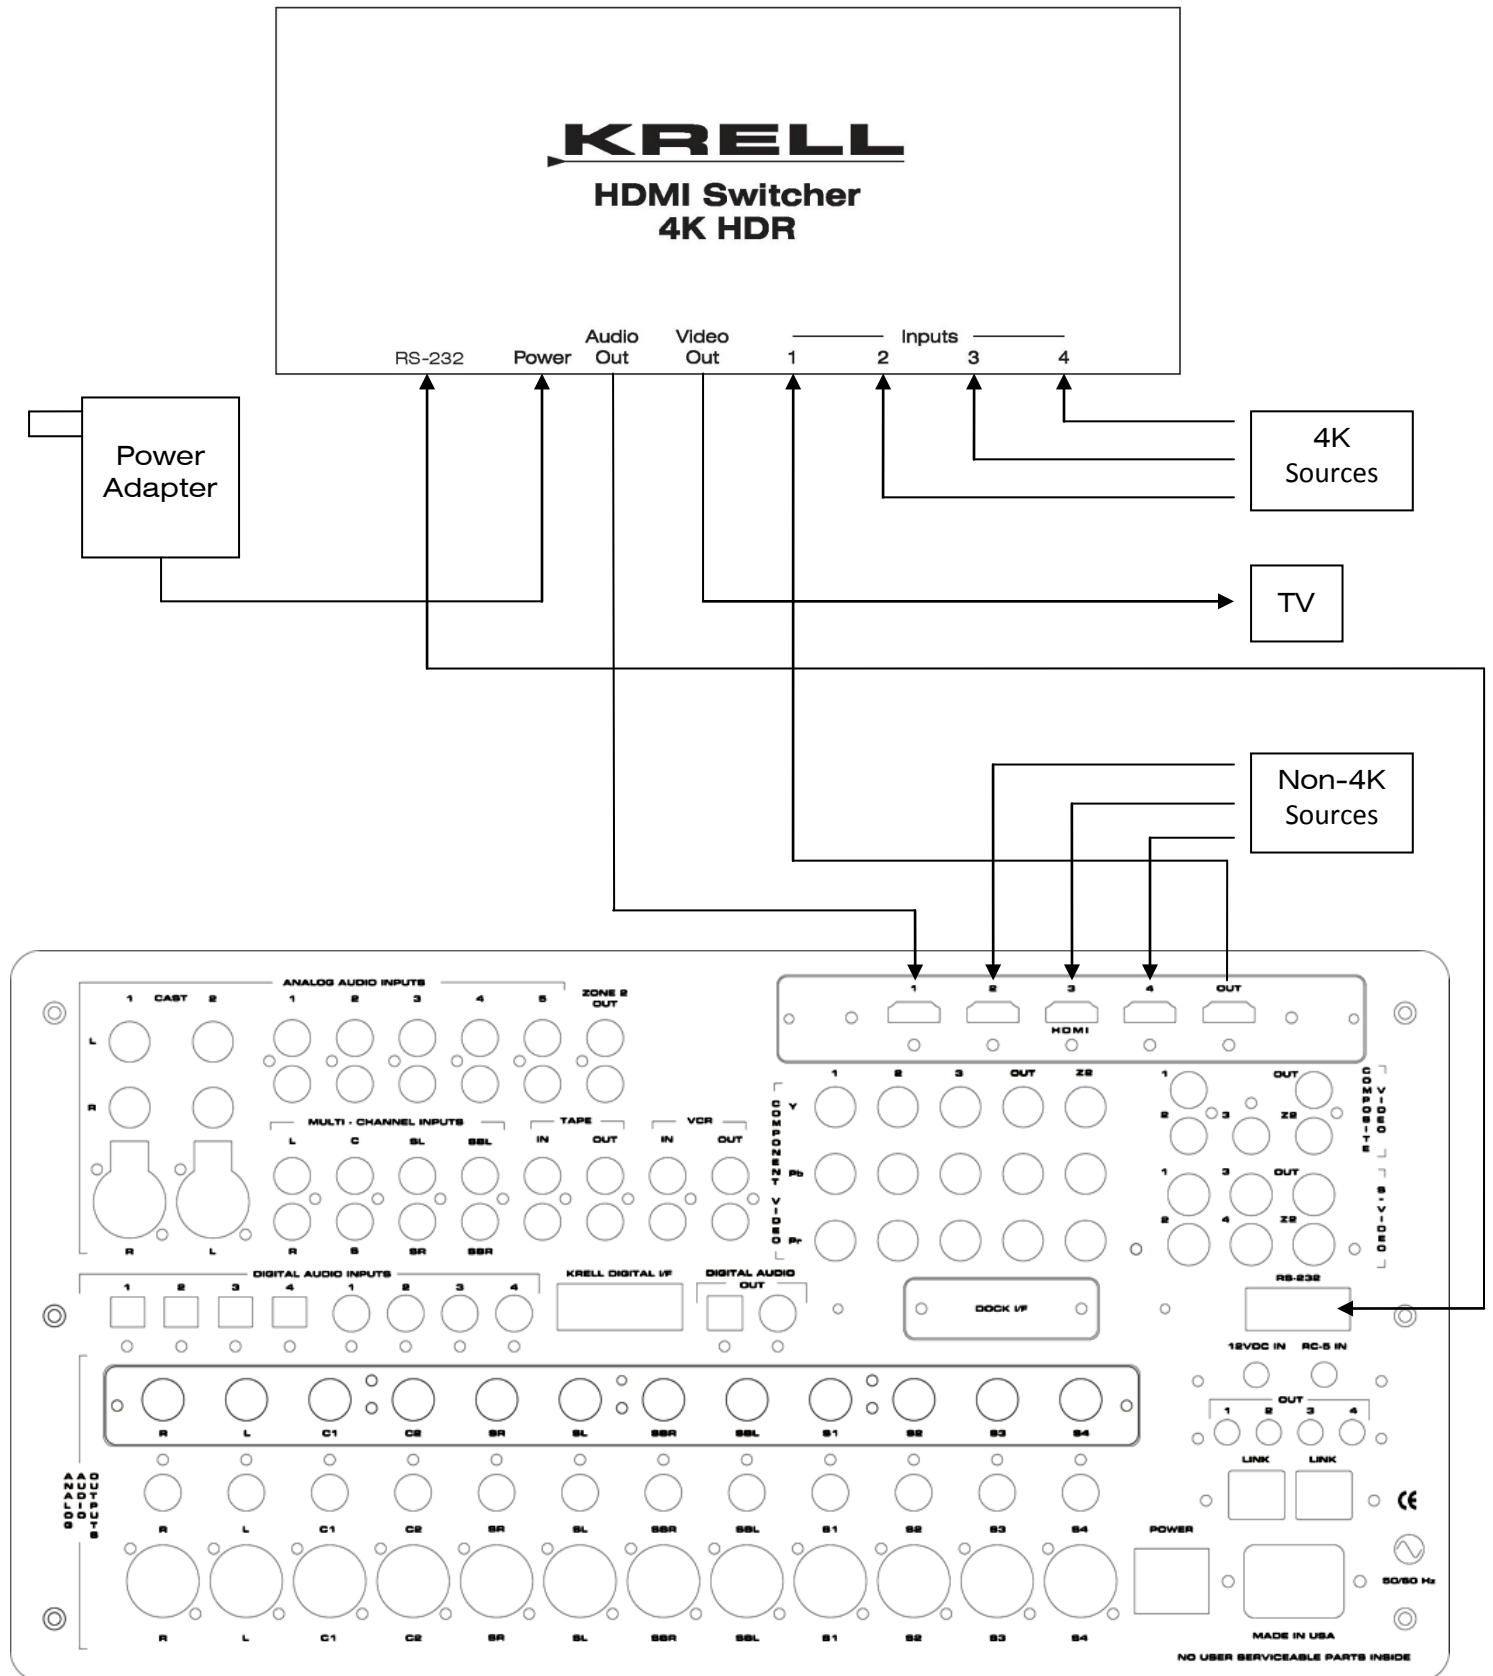 KRELL
HDMI Switcher
4K HDR
Audio Video Inputs
RS-232 Power Out Out 1 2 3 4
Power
Adapter
4K
Sources
TV
Non-4K
Sources
ANALOG AUDIO INPUTS
1 CAST 2 1 2 3 4 5 ZONE 2
OUT
L
R
1 2 3 4 OUT
HDMI
MULTI - CHANNEL INPUTS TAPE VCR
L C SL SBL IN OUT IN OUT
R L R S SR SBR
COMPONENT VIDEO
1 2 3 OUT Z2
Y
Pb
Pr
1 OUT
2 3 Z2
COMPOSITE
VIDEO
1 3 OUT
2 4 Z2
S-VIDEO
DIGITAL AUDIO INPUTS KRELL DIGITAL I/F DIGITAL AUDIO
OUT
1 2 3 4 1 2 3 4
DOCK I/F
RS-232
12VDC IN RC-5 IN
OUT
1 2 3 4
LINK LINK
ANALOG
AUDIO
OUTPUTS
R L C1 C2 SR SL SBR SBL S1 S2 S3 S4
R L C1 C2 SR SL SBR SBL S1 S2 S3 S4
R L C1 C2 SR SL SBR SBL S1 S2 S3 S4
POWER
CE
50/60 Hz
MADE IN USA
NO USER SERVICEABLE PARTS INSIDE